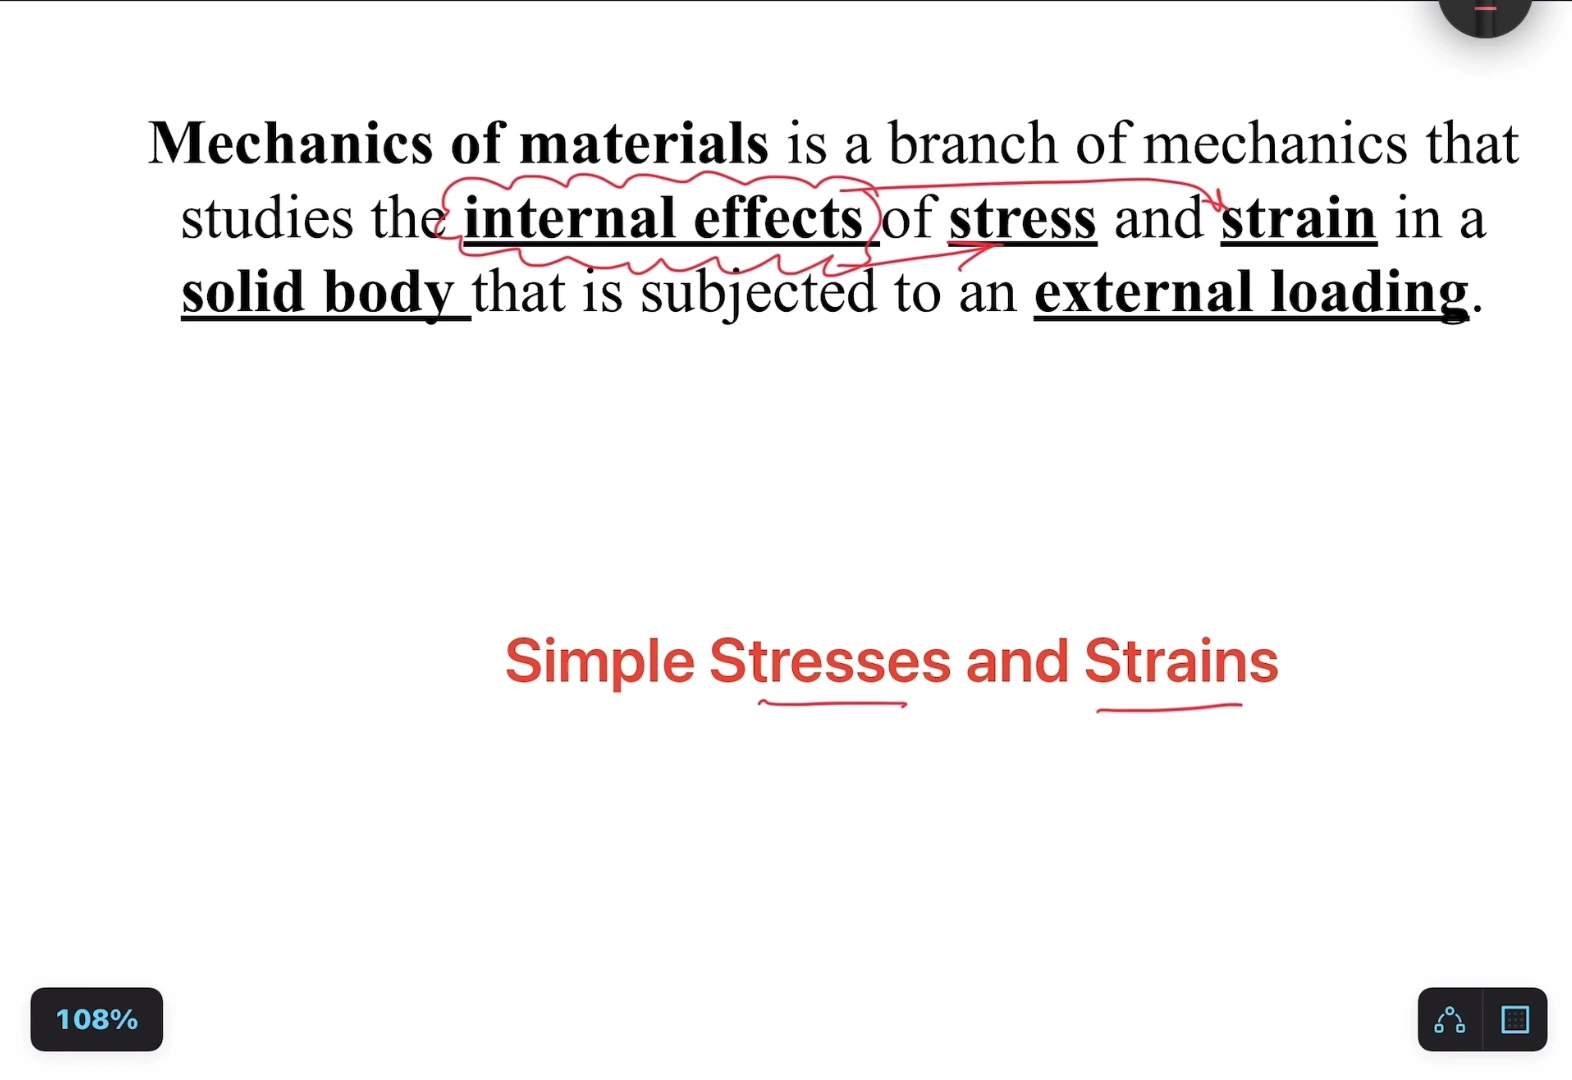 Mechanics of materials is a branch of mechanics that
studies the internal effects of stress and strain in a
solid body that is subjected to an external loading.
Simple Stresses and Strains
108%